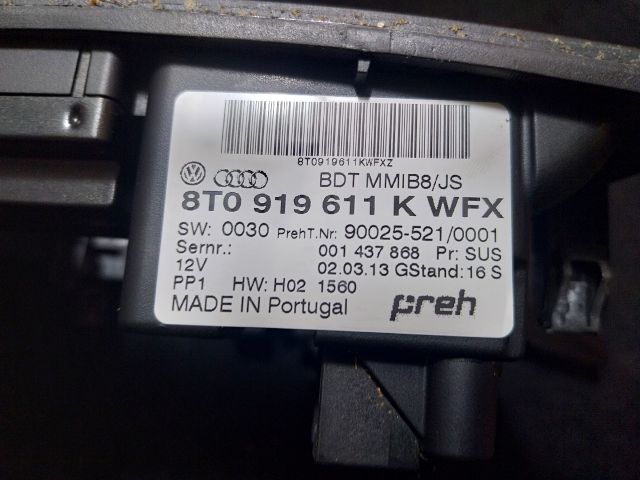 8T0919611KWFXZ
BDT MMIB8/JS
8T0 919 611 K WFX
SW: 0030 PrehT.Nr: 90025-521/0001
Sernr.: 001 437 868 Pr: SUS
12V 02.03.13 GStand: 16 S
PP1 HW: H02 1560
MADE IN Portugal preh